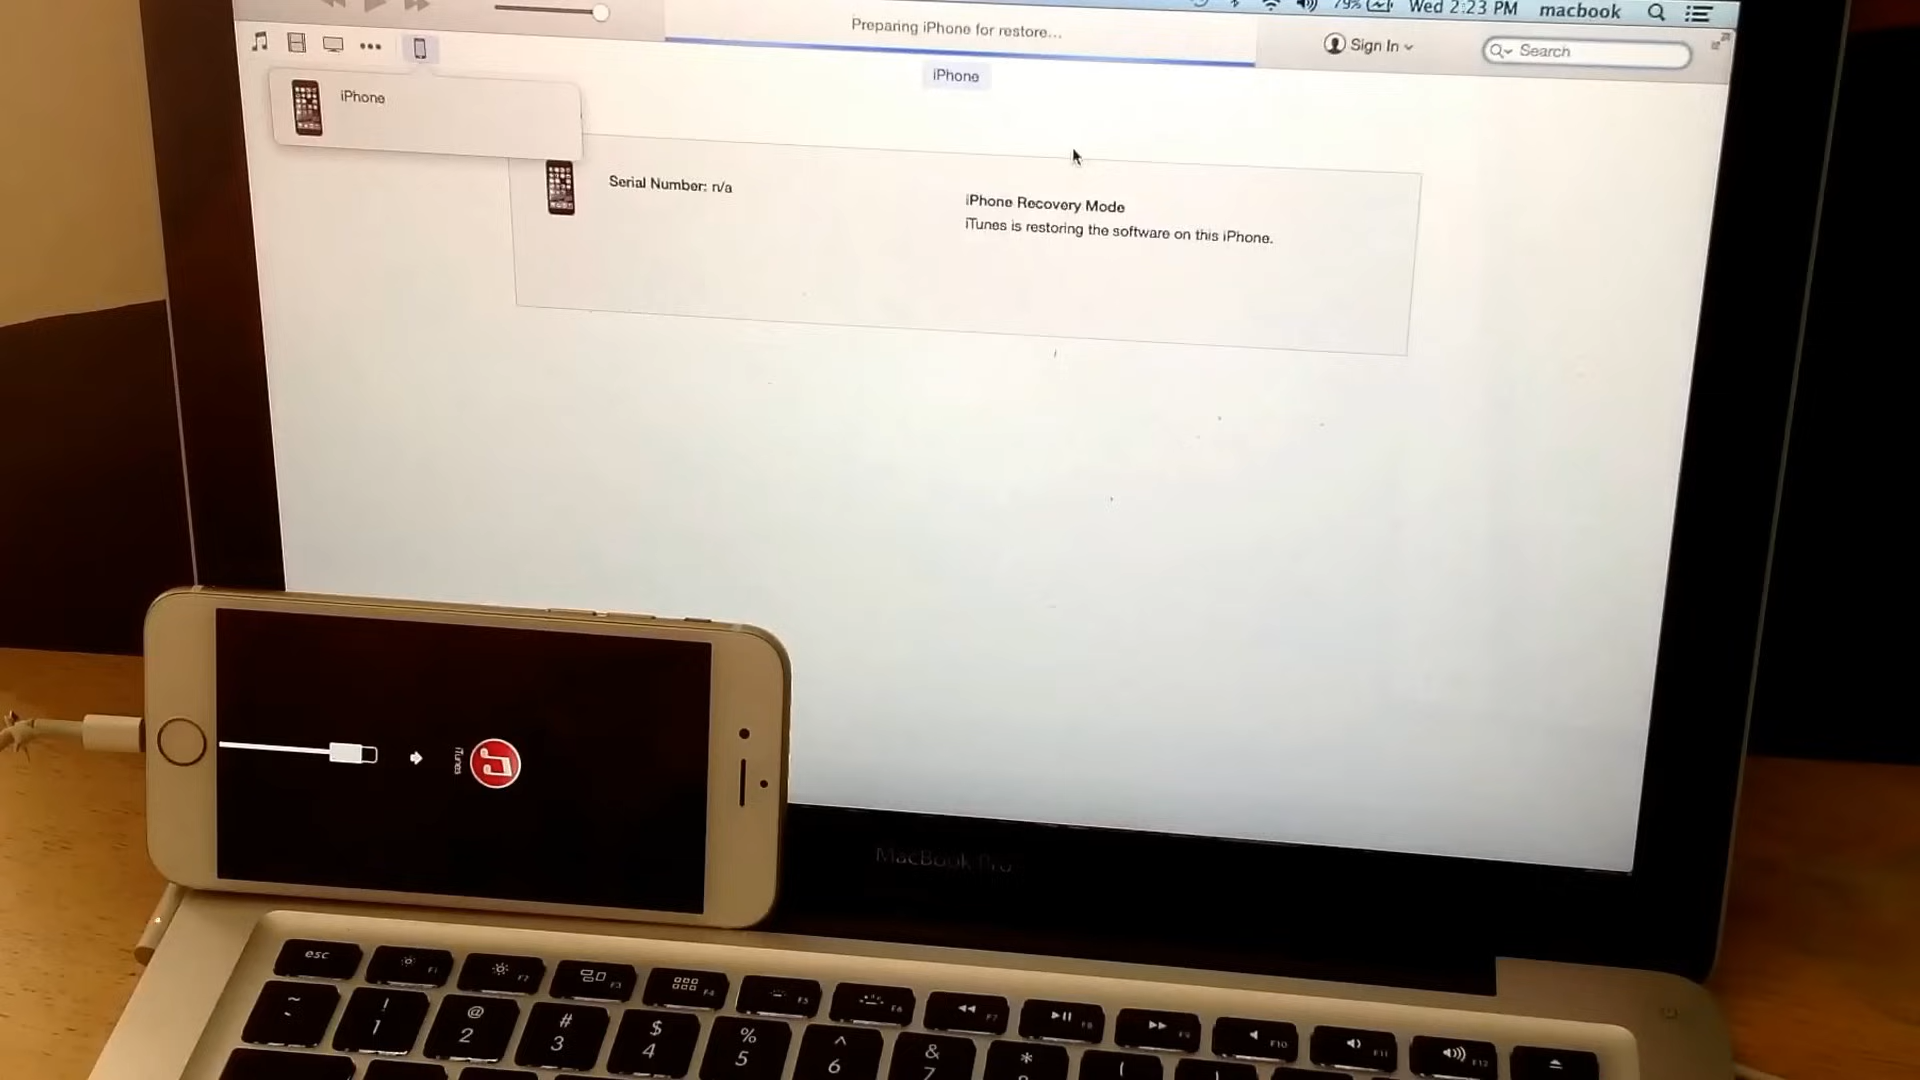 79%
Wed 2:23 PM
macbook
Preparing iPhone for restore...
Sign In
Search
iPhone
iPhone
Serial Number: n/a
iPhone Recovery Mode
iTunes is restoring the software on this iPhone.
iTunes
MacBook Pro
esc
F1
F2
F3
F4
F5
F6
F7
F8
F9
F10
F11
F12
~
!
1
@
2
#
3
$
4
%
5
^
6
&
7
*
(
)